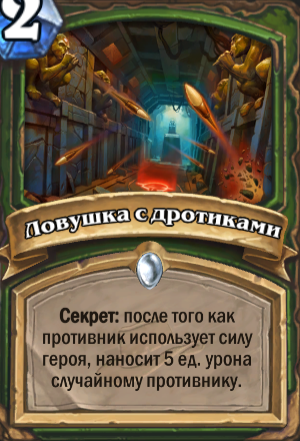 2
Ловушка с дротиками
Секрет: после того как
противник использует силу
героя, наносит 5 ед. урона
случайному противнику.